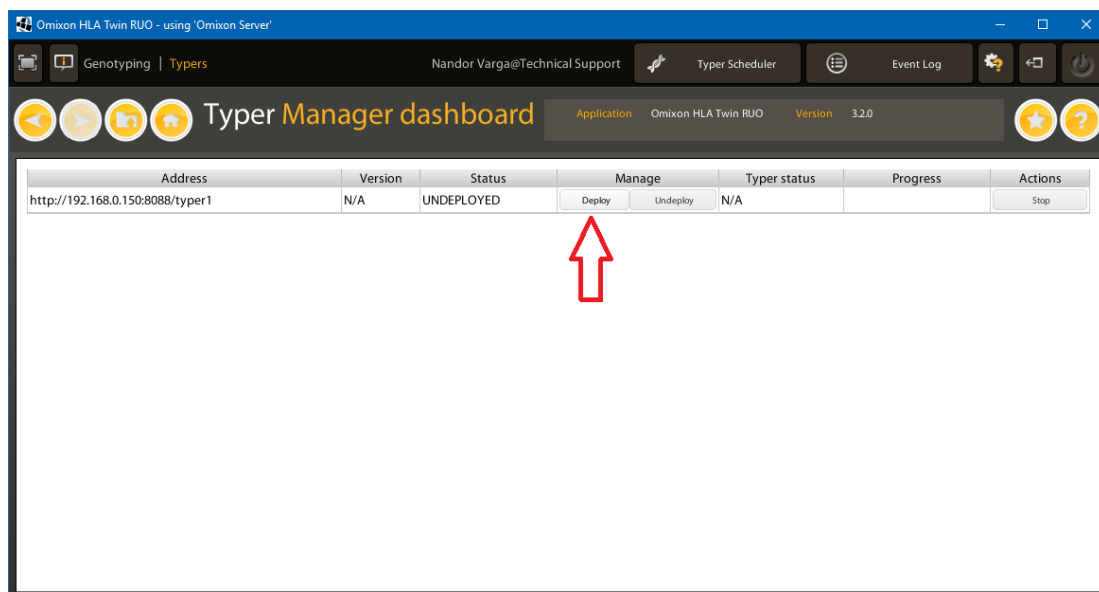 Omixon HLA Twin RUO - using 'Omixon Server'
Genotyping | Typers Nandor Varga@Technical Support Typer Scheduler Event Log
Typer Manager dashboard Application Omixon HLA Twin RUO Version 3.2.0
Address Version Status Manage Typer status Progress Actions
http://192.168.0.150:8088/typer1 N/A UNDEPLOYED Deploy Undeploy N/A Stop